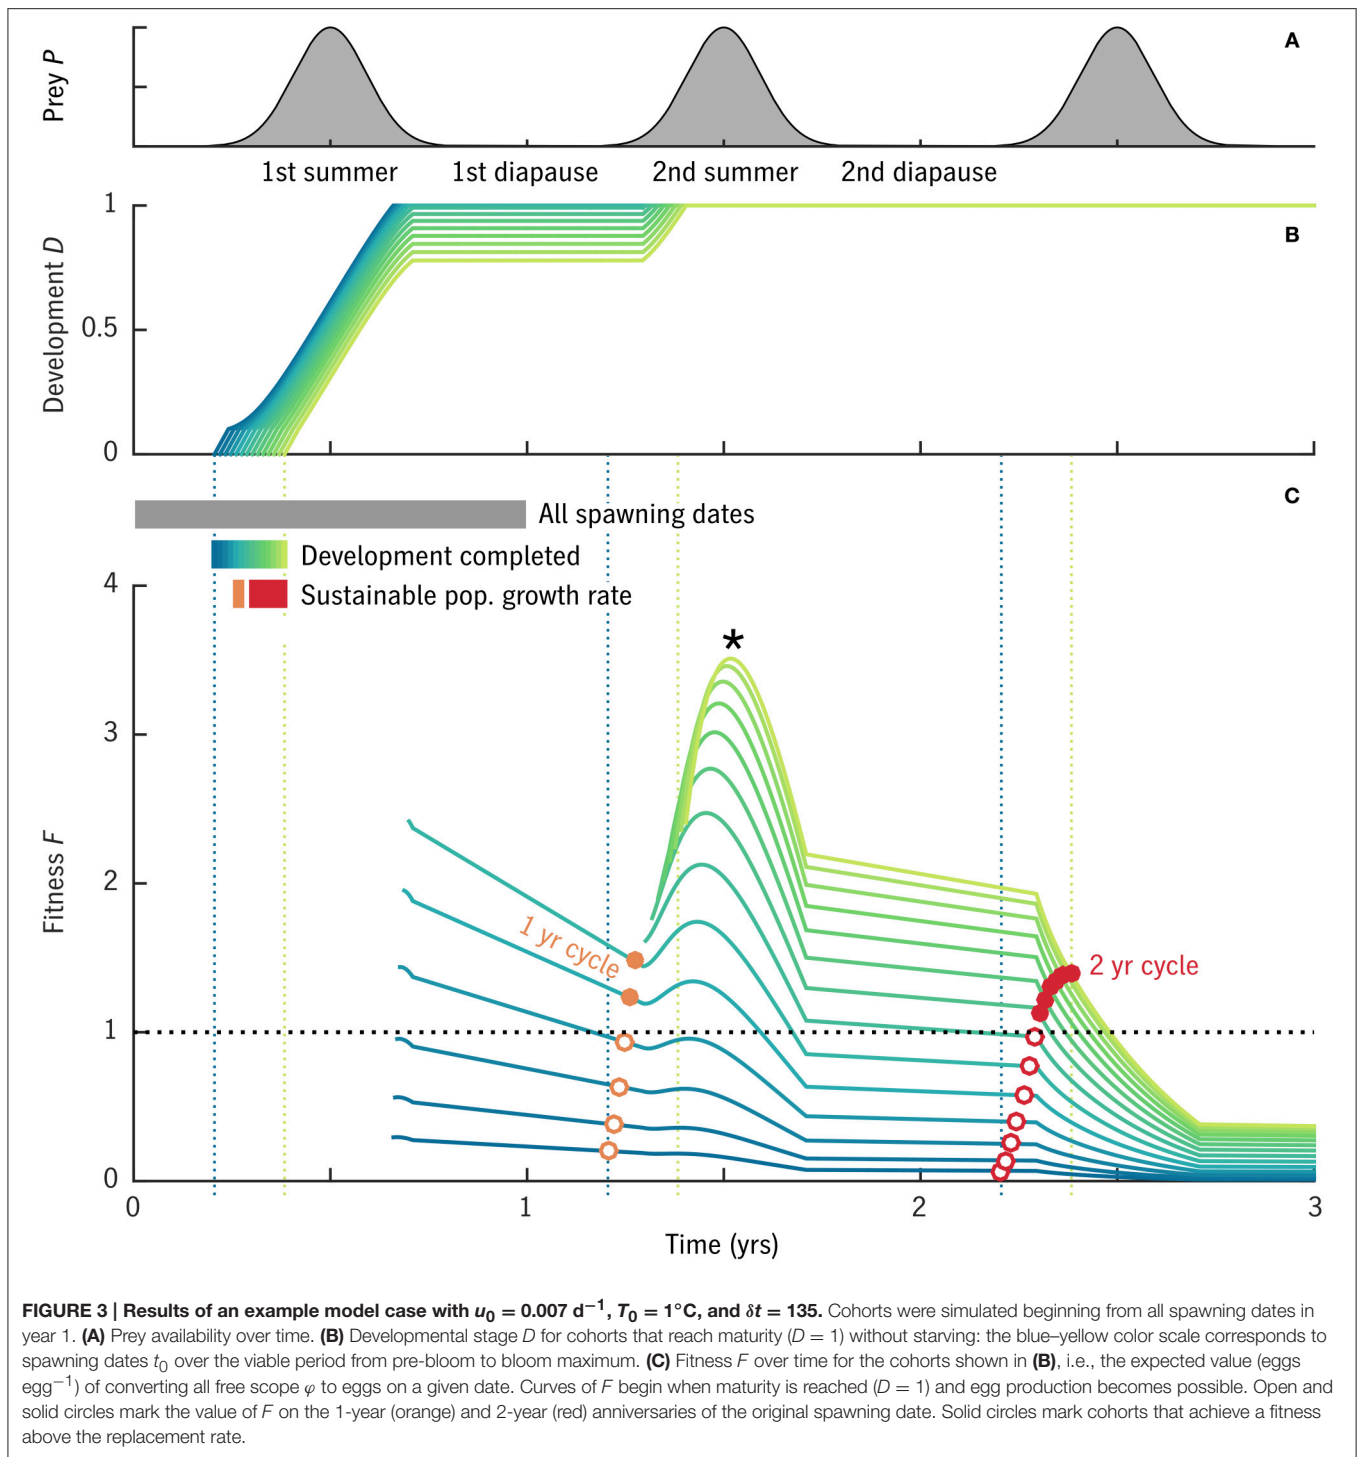 Prey P
A
1st summer
1st diapause
2nd summer
2nd diapause
Development D
1
0.5
0
B
C
All spawning dates
Development completed
Sustainable pop. growth rate
Fitness F
4
3
2
1
0
*
1 yr cycle
2 yr cycle
0
1
2
3
Time (yrs)
FIGURE 3 | Results of an example model case with u₀ = 0.007 d⁻¹, T₀ = 1°C, and δt = 135. Cohorts were simulated beginning from all spawning dates in
year 1. (A) Prey availability over time. (B) Developmental stage D for cohorts that reach maturity (D = 1) without starving: the blue–yellow color scale corresponds to
spawning dates t₀ over the viable period from pre-bloom to bloom maximum. (C) Fitness F over time for the cohorts shown in (B), i.e., the expected value (eggs
egg⁻¹) of converting all free scope φ to eggs on a given date. Curves of F begin when maturity is reached (D = 1) and egg production becomes possible. Open and
solid circles mark the value of F on the 1-year (orange) and 2-year (red) anniversaries of the original spawning date. Solid circles mark cohorts that achieve a fitness
above the replacement rate.